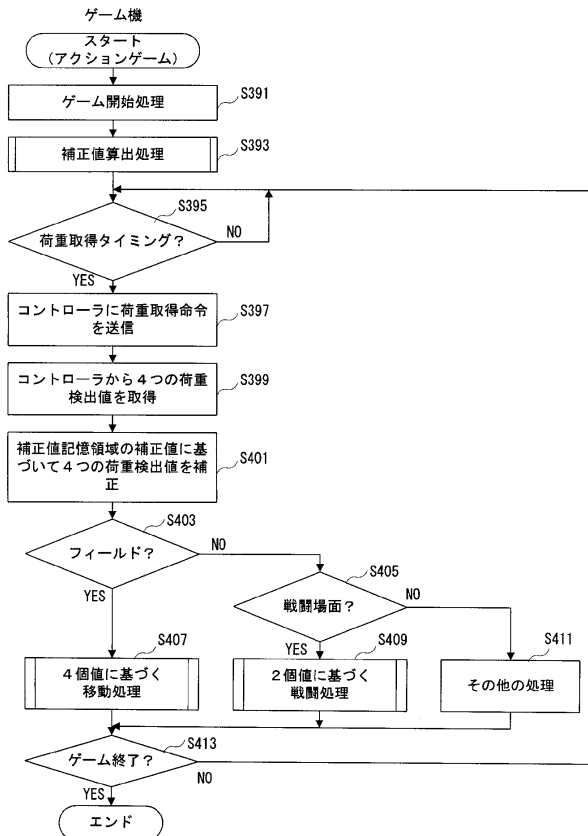 ゲーム機
スタート
(アクションゲーム)
ゲーム開始処理
S391
補正値算出処理
S393
S395
荷重取得タイミング?
NO
YES
コントローラに荷重取得命令
を送信
S397
コントローラから4つの荷重
検出値を取得
S399
補正値記憶領域の補正値に基
づいて4つの荷重検出値を補
正
S401
S403
フィールド?
NO
YES
S405
戦闘場面?
NO
YES
S407
4個値に基づく
移動処理
S409
2個値に基づく
戦闘処理
S411
その他の処理
S413
ゲーム終了?
NO
YES
エンド